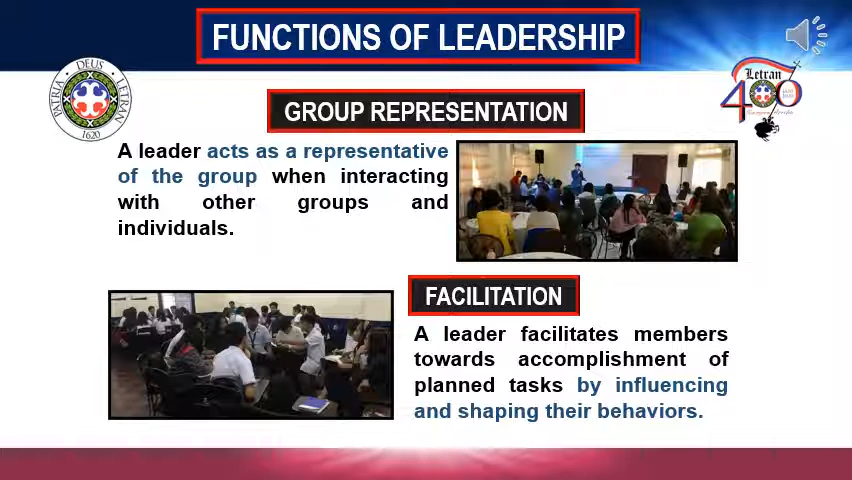 FUNCTIONS OF LEADERSHIP
DEUS
PATRIA
LETRAN
1620
Letran
400
GROUP REPRESENTATION
A leader acts as a representative
of the group when interacting
with other groups and
individuals.
FACILITATION
A leader facilitates members
towards accomplishment of
planned tasks by influencing
and shaping their behaviors.